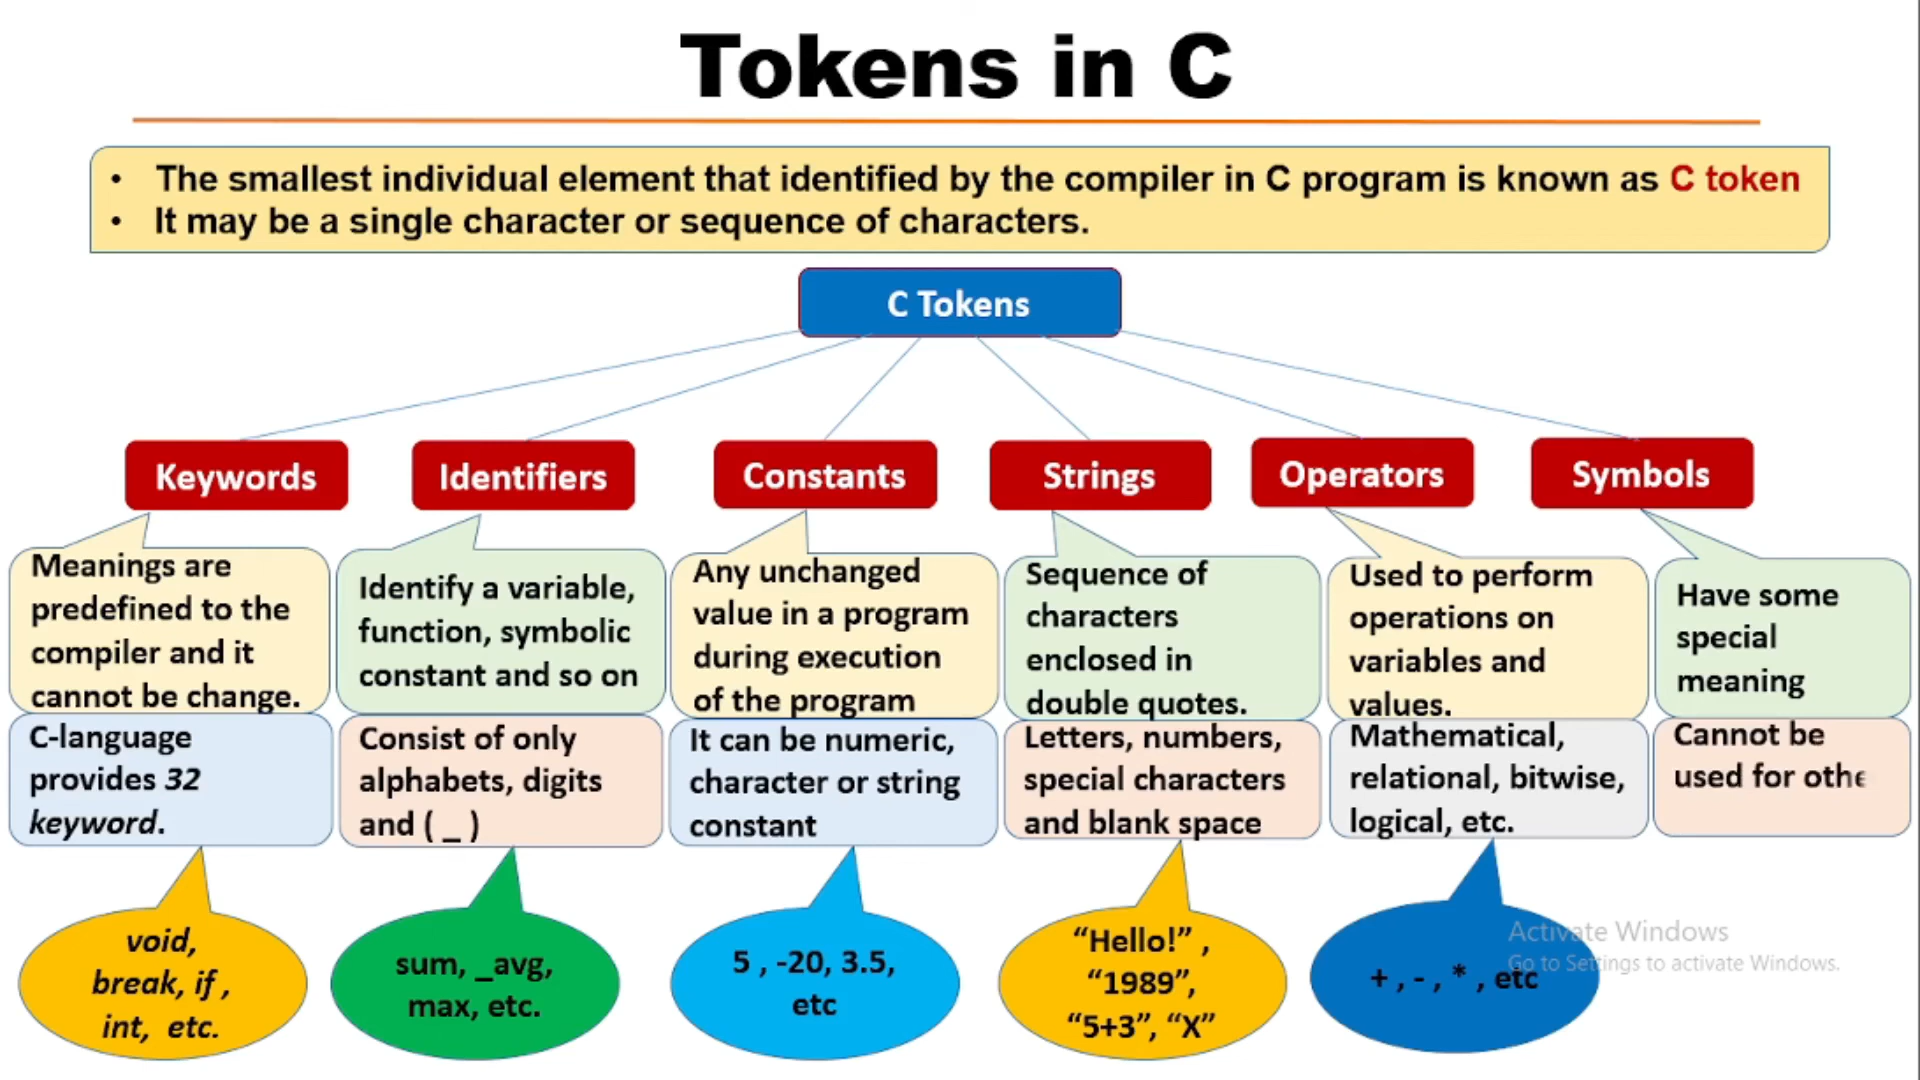 Tokens in C
• The smallest individual element that identified by the compiler in C program is known as C token
• It may be a single character or sequence of characters.
C Tokens
Keywords
Identifiers
Constants
Strings
Operators
Symbols
Meanings are
predefined to the
compiler and it
cannot be change.
Identify a variable,
function, symbolic
constant and so on
Any unchanged
value in a program
during execution
of the program
Sequence of
characters
enclosed in
double quotes.
Used to perform
operations on
variables and
values.
Have some
special
meaning
C-language
provides 32
keyword.
Consist of only
alphabets, digits
and ( _ )
It can be numeric,
character or string
constant
Letters, numbers,
special characters
and blank space
Mathematical,
relational, bitwise,
logical, etc.
Cannot be
used for othe
void,
break, if ,
int, etc.
sum, _avg,
max, etc.
5 , -20, 3.5,
etc
“Hello!” ,
“1989”,
“5+3”, “X”
+ , - , * , etc
Activate Windows
Go to Settings to activate Windows.